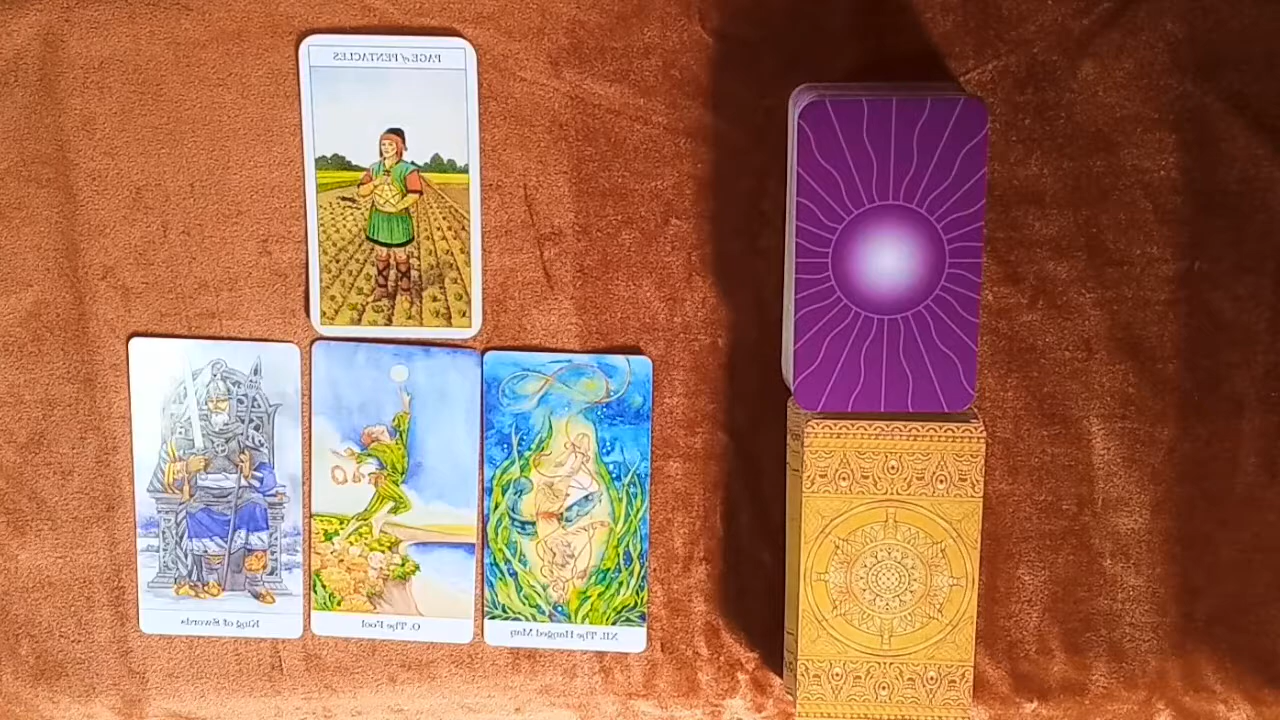 PAGE of PENTACLES
King of Swords
0. The Fool
XII. The Hanged Man